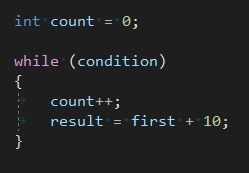 int count = 0;
while (condition)
{
count++;
result = first + 10;
}